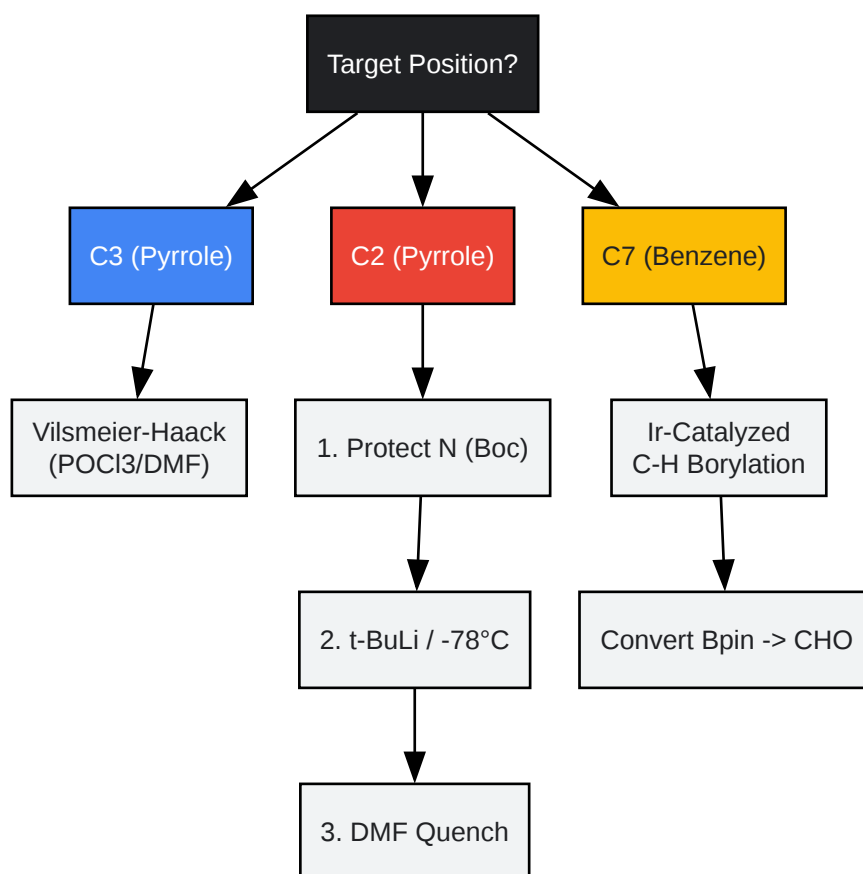 Target Position?
C3 (Pyrrole)
C2 (Pyrrole)
C7 (Benzene)
Vilsmeier-Haack
(POCl3/DMF)
1. Protect N (Boc)
Ir-Catalyzed
C-H Borylation
2. t-BuLi / -78°C
Convert Bpin -> CHO
3. DMF Quench